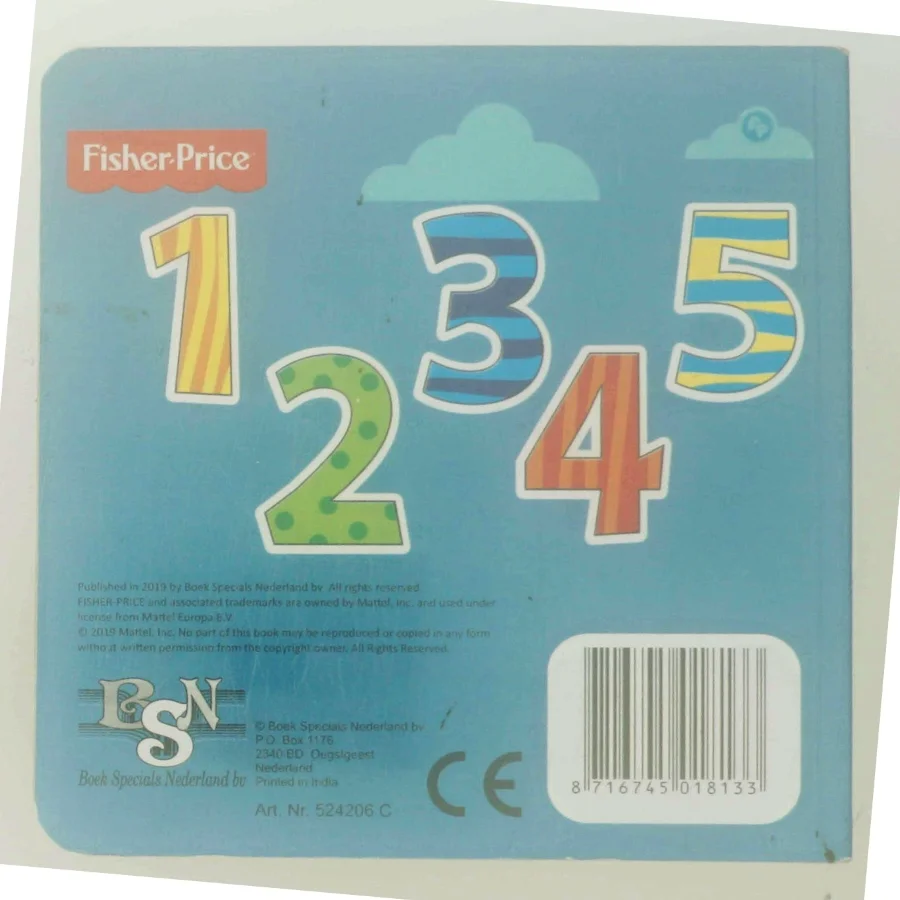 Fisher-Price
1 3 5
2 4
Published in 2019 by Boek Specials Nederland bv All rights reserved
FISHER-PRICE and associated trademarks are owned by Mattel, Inc. and used under
license from Mattel Europa B.V.
© 2019 Mattel, Inc. No part of this book may be reproduced or copied in any form
without written permission from the copyright owner. All Rights Reserved.
BSN
Boek Specials Nederland bv
© Boek Specials Nederland bv
P.O. Box 1176
2340 BD Oegstgeest
Nederland
Printed in India
Art. Nr. 524206 C
CE
8 716745 018133